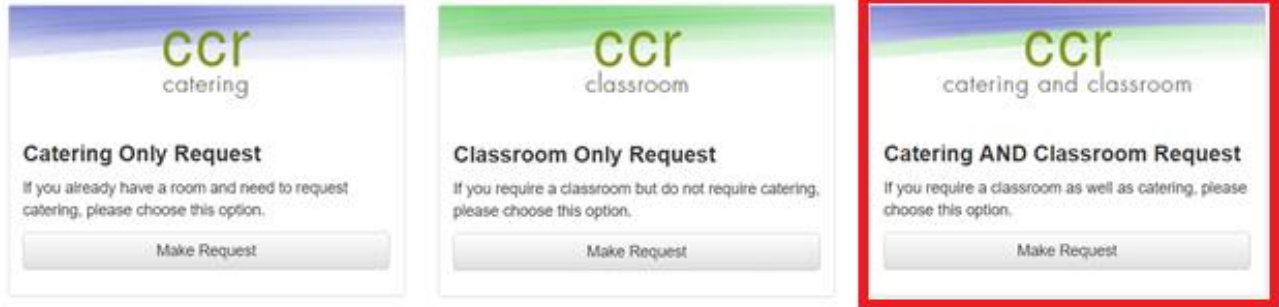 ccr
catering
Catering Only Request
If you already have a room and need to request
catering, please choose this option.
Make Request
ccr
classroom
Classroom Only Request
If you require a classroom but do not require catering,
please choose this option.
Make Request
ccr
catering and classroom
Catering AND Classroom Request
If you require a classroom as well as catering, please
choose this option.
Make Request